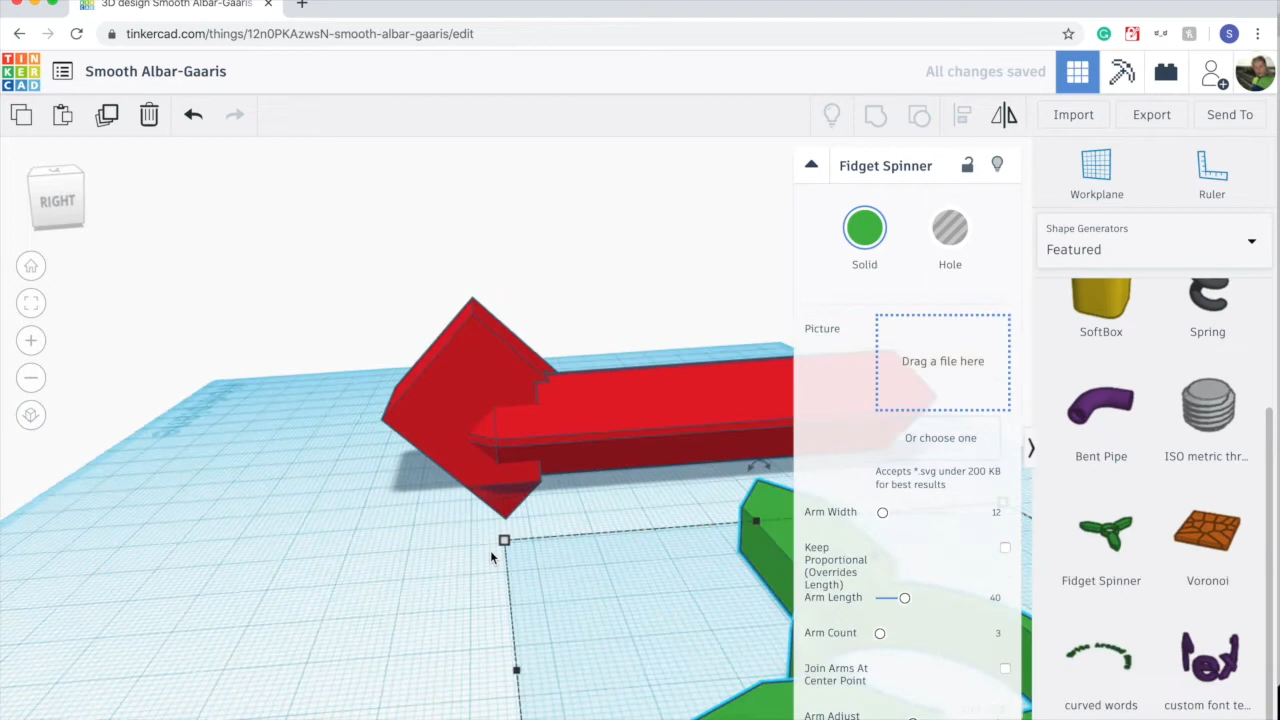 3D design Smooth Albar-Gaaris
tinkercad.com/things/12n0PKAzwsN-smooth-albar-gaaris/edit
S
TIN
KER
CAD
Smooth Albar-Gaaris
All changes saved
Import
Export
Send To
RIGHT
Fidget Spinner
Solid
Hole
Picture
Drag a file here
Or choose one
Accepts *.svg under 200 KB
for best results
Arm Width
12
Keep
Proportional
(Overrides
Length)
Arm Length
40
Arm Count
3
Join Arms At
Center Point
Arm Adjust
Workplane
Ruler
Shape Generators
Featured
SoftBox
Spring
Bent Pipe
ISO metric thr...
Fidget Spinner
Voronoi
curved words
custom font te...